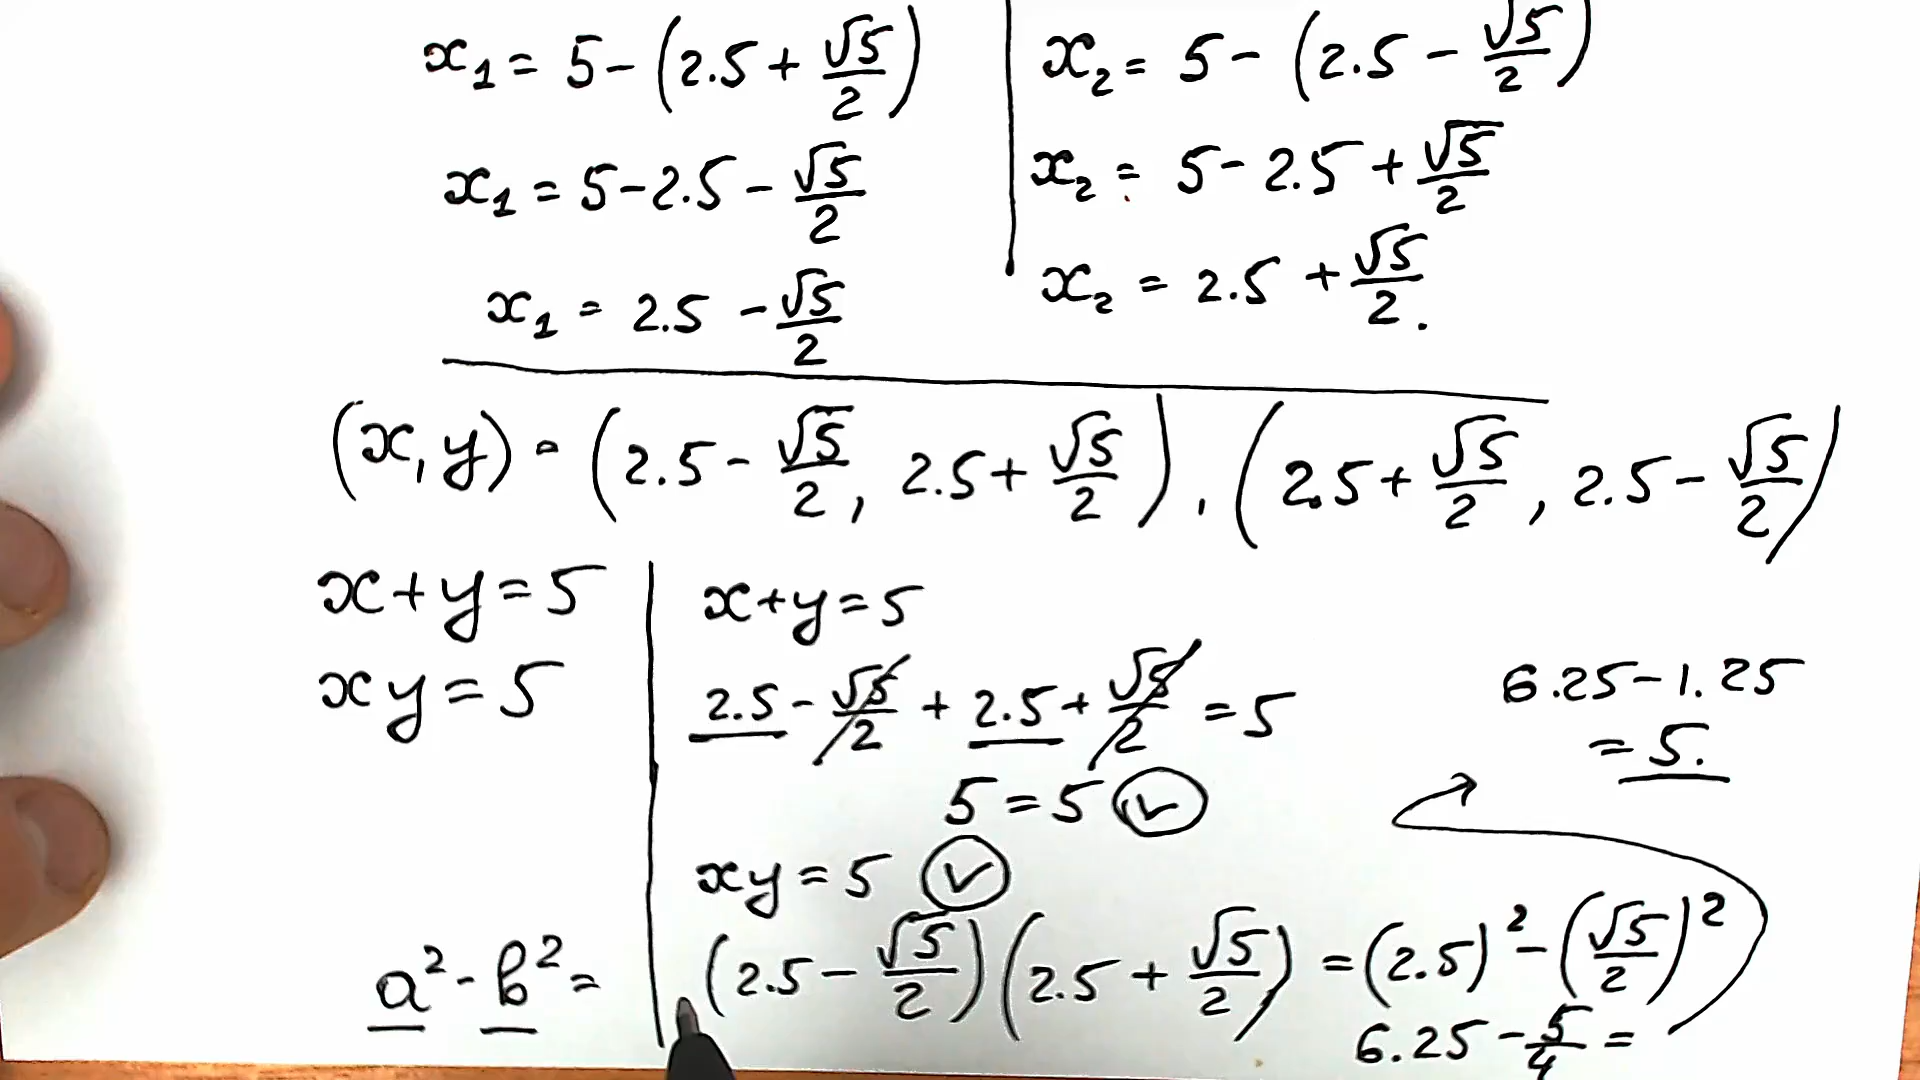 x₁ = 5 - (2.5 + √5/2)
x₁ = 5 - 2.5 - √5/2
x₁ = 2.5 - √5/2
x₂ = 5 - (2.5 - √5/2)
x₂ = 5 - 2.5 + √5/2
x₂ = 2.5 + √5/2.
(x, y) = (2.5 - √5/2, 2.5 + √5/2), (2.5 + √5/2, 2.5 - √5/2)
x + y = 5
xy = 5
a² - b² =
x + y = 5
2.5 - √5/2 + 2.5 + √5/2 = 5
5 = 5 ✓
xy = 5 ✓
(2.5 - √5/2)(2.5 + √5/2) = (2.5)² - (√5/2)²
6.25 - 5/4 =
6.25 - 1.25
= 5.